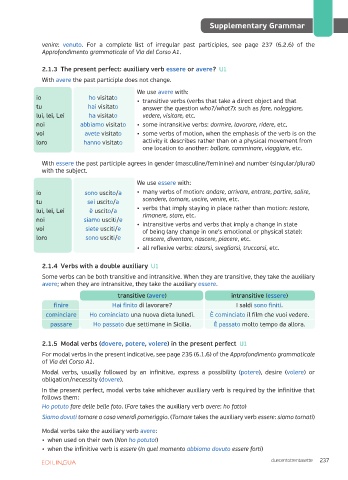 Supplementary Grammar
venire: venuto. For a complete list of irregular past participles, see page 237 (6.2.6) of the
Approfondimento grammaticale of Via del Corso A1.
2.1.3 The present perfect: auxiliary verb essere or avere? U1
With avere the past participle does not change.
We use avere with:
io ho visitato
tu hai visitato
lui, lei, Lei ha visitato
noi abbiamo visitato
voi avete visitato
loro hanno visitato
• transitive verbs (verbs that take a direct object and that
answer the question who?/what?): such as fare, noleggiare,
vedere, visitare, etc.
• some intransitive verbs: dormire, lavorare, ridere, etc.
• some verbs of motion, when the emphasis of the verb is on the
activity it describes rather than on a physical movement from
one location to another: ballare, camminare, viaggiare, etc.
With essere the past participle agrees in gender (masculine/feminine) and number (singular/plural)
with the subject.
We use essere with:
io sono uscito/a
tu sei uscito/a
lui, lei, Lei è uscito/a
noi siamo usciti/e
voi siete usciti/e
loro sono usciti/e
• many verbs of motion: andare, arrivare, entrare, partire, salire,
scendere, tornare, uscire, venire, etc.
• verbs that imply staying in place rather than motion: restare,
rimanere, stare, etc.
• intransitive verbs and verbs that imply a change in state
of being (any change in one's emotional or physical state):
crescere, diventare, nascere, piacere, etc.
• all reflexive verbs: alzarsi, svegliarsi, truccarsi, etc.
2.1.4 Verbs with a double auxiliary U1
Some verbs can be both transitive and intransitive. When they are transitive, they take the auxiliary
avere; when they are intransitive, they take the auxiliary essere.
transitive (avere) intransitive (essere)
finire Hai finito di lavorare? I saldi sono finiti.
cominciare Ho cominciato una nuova dieta lunedì. È cominciato il film che vuoi vedere.
passare Ho passato due settimane in Sicilia. È passato molto tempo da allora.
2.1.5 Modal verbs (dovere, potere, volere) in the present perfect U1
For modal verbs in the present indicative, see page 235 (6.1.6) of the Approfondimento grammaticale
of Via del Corso A1.
Modal verbs, usually followed by an infinitive, express a possibility (potere), desire (volere) or
obligation/necessity (dovere).
In the present perfect, modal verbs take whichever auxiliary verb is required by the infinitive that
follows them:
Ho potuto fare delle belle foto. (Fare takes the auxiliary verb avere: ho fatto)
Siamo dovuti tornare a casa venerdì pomeriggio. (Tornare takes the auxiliary verb essere: siamo tornati)
Modal verbs take the auxiliary verb avere:
• when used on their own (Non ho potuto!)
• when the infinitive verb is essere (In quel momento abbiamo dovuto essere forti)
EDILINGUA
duecentotrentasette 237